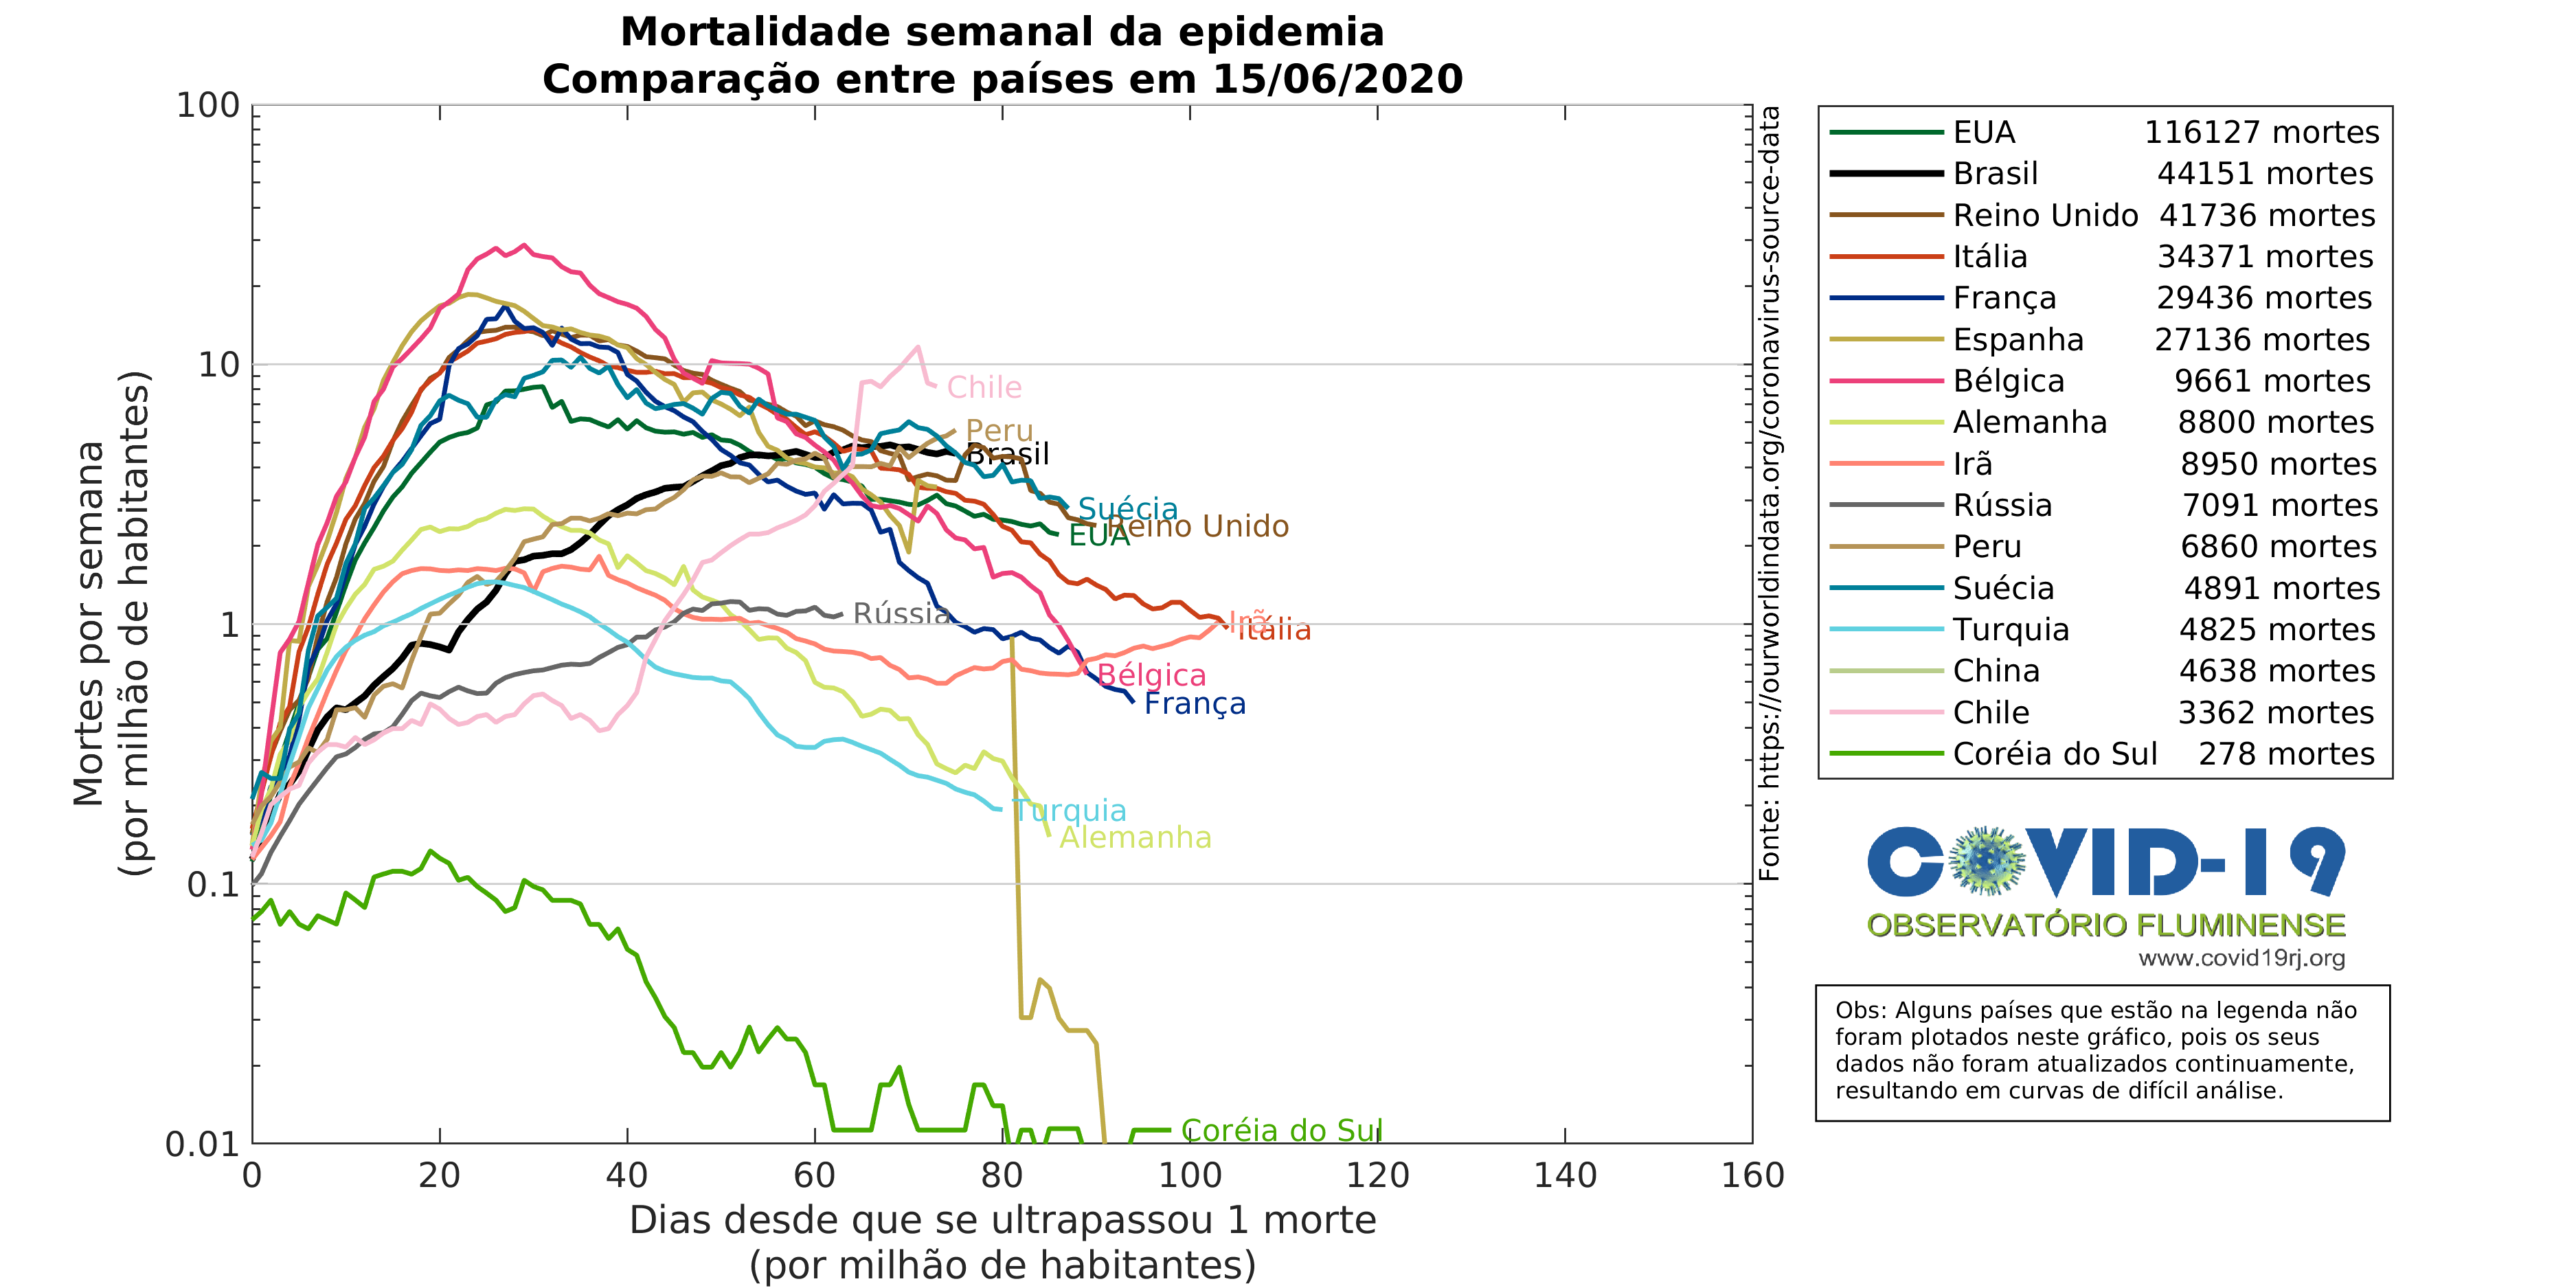 Mortalidade semanal da epidemia
Comparação entre países em 15/06/2020
Mortes por semana
(por milhão de habitantes)
100
10
1
0.1
0.01
0
20
40
60
80
100
120
140
160
Dias desde que se ultrapassou 1 morte
(por milhão de habitantes)
Chile
Peru
Brasil
Suécia
Reino Unido
EUA
Rússia
Irã
Itália
Bélgica
França
Turquia
Alemanha
Coréia do Sul
Fonte: https://ourworldindata.org/coronavirus-source-data
EUA 116127 mortes
Brasil 44151 mortes
Reino Unido 41736 mortes
Itália 34371 mortes
França 29436 mortes
Espanha 27136 mortes
Bélgica 9661 mortes
Alemanha 8800 mortes
Irã 8950 mortes
Rússia 7091 mortes
Peru 6860 mortes
Suécia 4891 mortes
Turquia 4825 mortes
China 4638 mortes
Chile 3362 mortes
Coréia do Sul 278 mortes
COVID-19
OBSERVATÓRIO FLUMINENSE
www.covid19rj.org
Obs: Alguns países que estão na legenda não
foram plotados neste gráfico, pois os seus
dados não foram atualizados continuamente,
resultando em curvas de difícil análise.